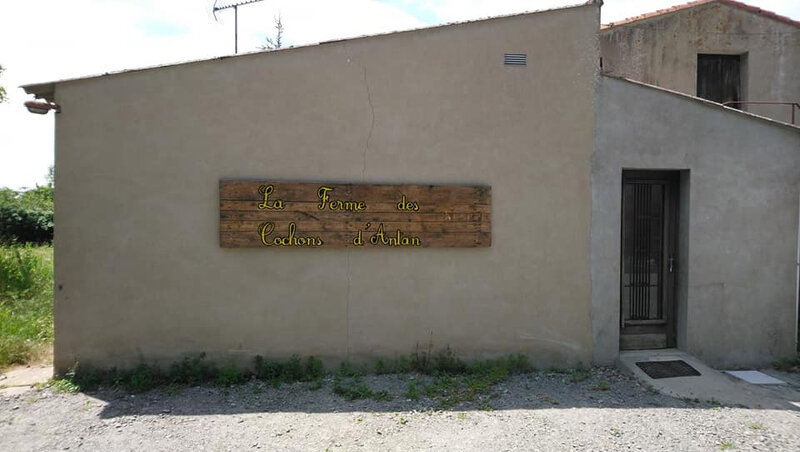 La Ferme des
Cochons d'Antan